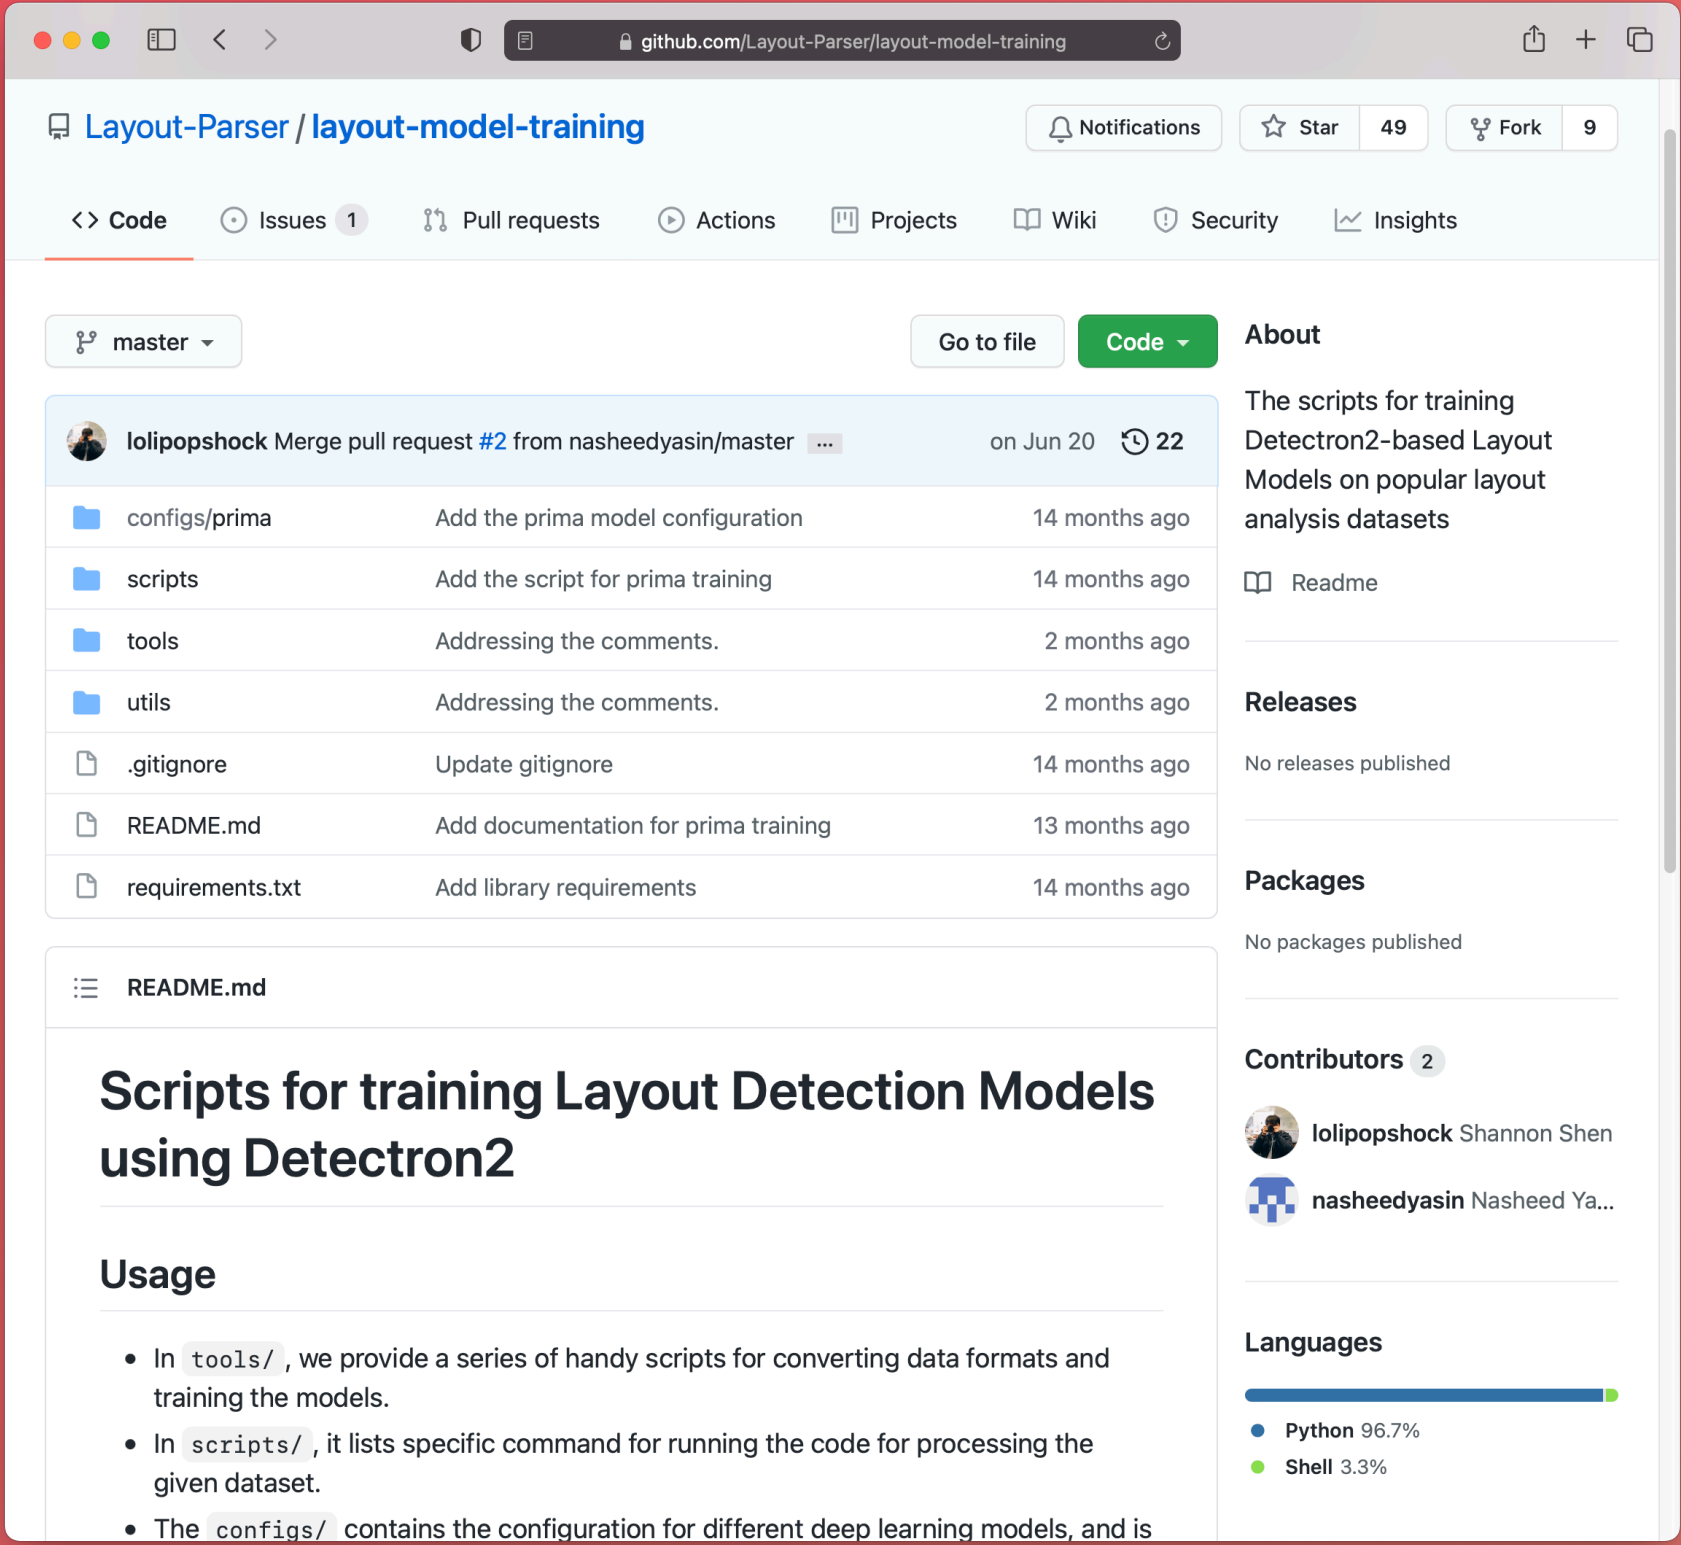 github.com/Layout-Parser/layout-model-training
Layout-Parser / layout-model-training
Notifications
Star 49
Fork 9
Code
Issues 1
Pull requests
Actions
Projects
Wiki
Security
Insights
master
Go to file
Code
lolipopshock Merge pull request #2 from nasheedyasin/master ... on Jun 20 22
configs/prima Add the prima model configuration 14 months ago
scripts Add the script for prima training 14 months ago
tools Addressing the comments. 2 months ago
utils Addressing the comments. 2 months ago
.gitignore Update gitignore 14 months ago
README.md Add documentation for prima training 13 months ago
requirements.txt Add library requirements 14 months ago
README.md
Scripts for training Layout Detection Models
using Detectron2
Usage
• In tools/ , we provide a series of handy scripts for converting data formats and
training the models.
• In scripts/ , it lists specific command for running the code for processing the
given dataset.
• The configs/ contains the configuration for different deep learning models, and is
About
The scripts for training
Detectron2-based Layout
Models on popular layout
analysis datasets
Readme
Releases
No releases published
Packages
No packages published
Contributors 2
lolipopshock Shannon Shen
nasheedyasin Nasheed Ya...
Languages
Python 96.7%
Shell 3.3%